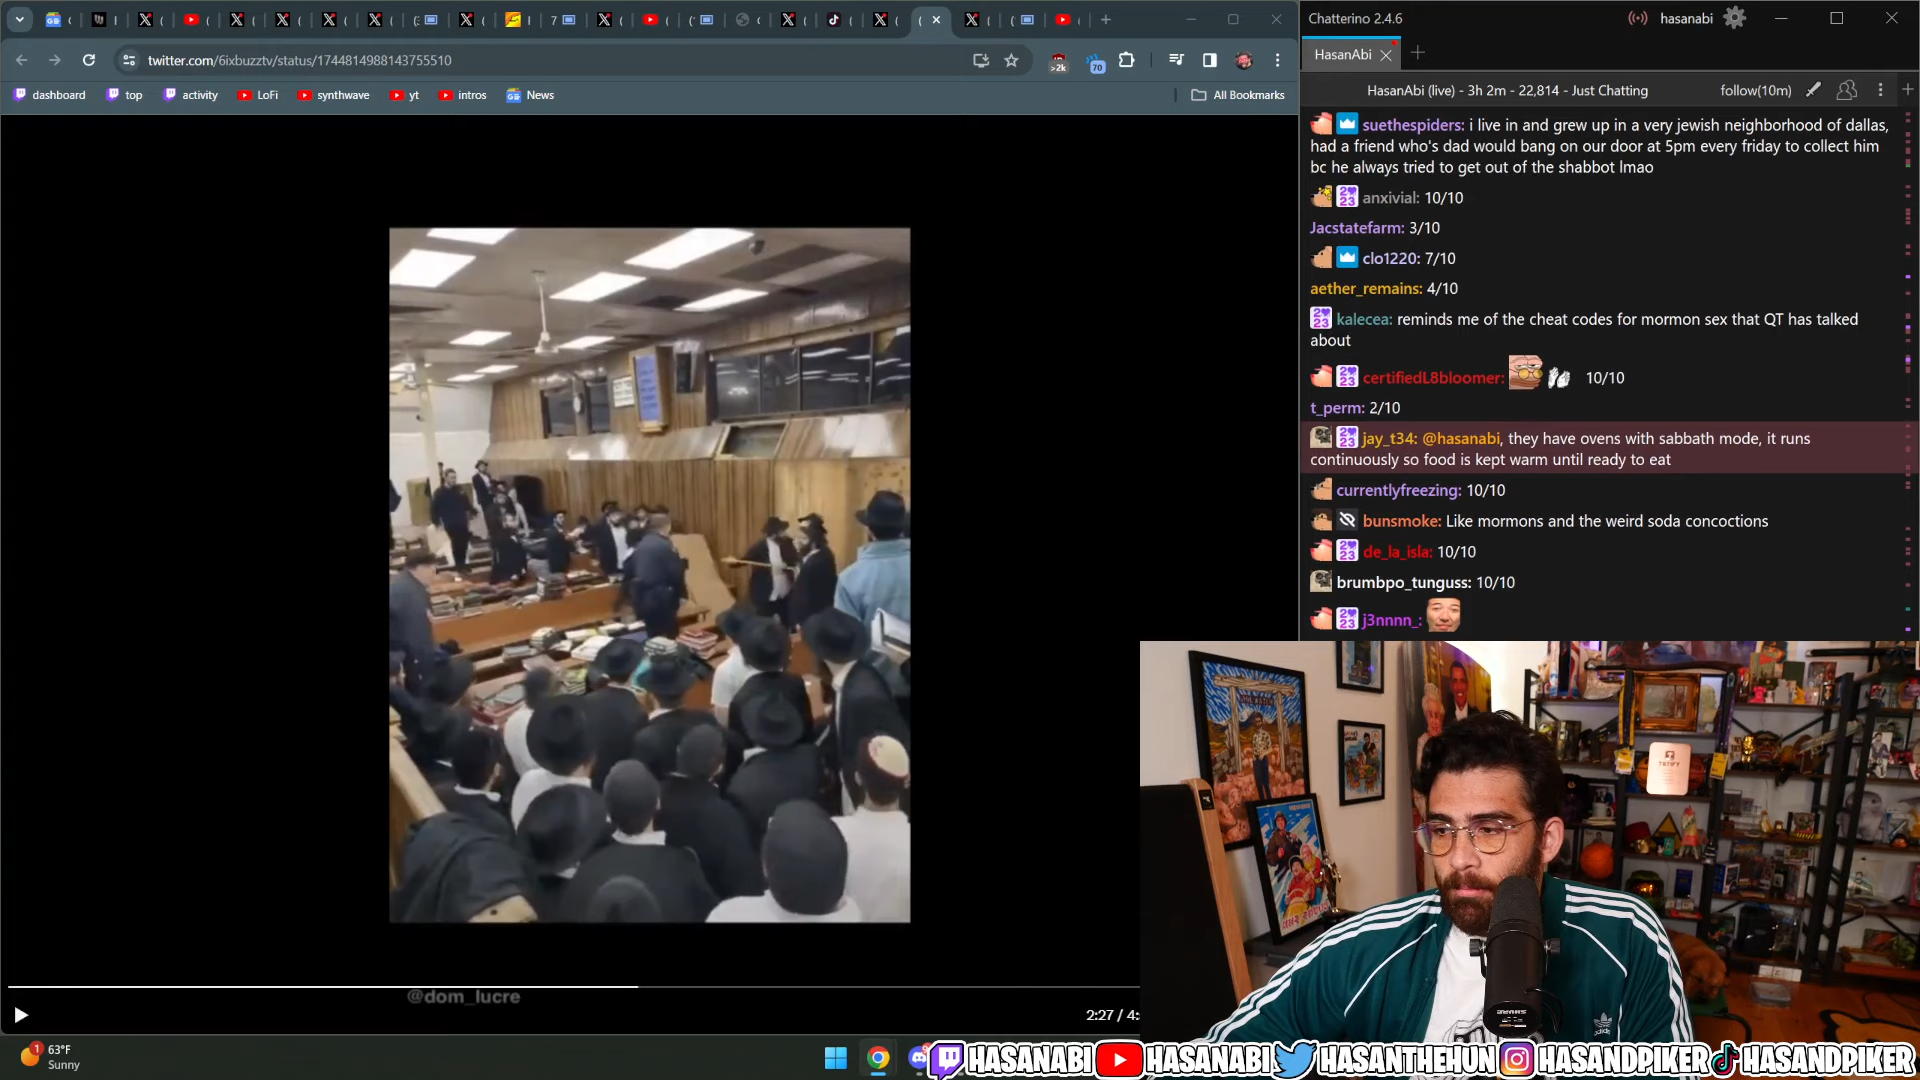 twitter.com/6ixbuzztv/status/1744814988143755510
>2k
70
dashboard
top
activity
LoFi
synthwave
yt
intros
News
All Bookmarks
@dom_lucre
2:27 / 4:
1
63°F
Sunny
Chatterino 2.4.6
hasanabi
HasanAbi
HasanAbi (live) - 3h 2m - 22,814 - Just Chatting
follow(10m)
suethespiders: i live in and grew up in a very jewish neighborhood of dallas,
had a friend who's dad would bang on our door at 5pm every friday to collect him
bc he always tried to get out of the shabbot lmao
anxivial: 10/10
Jacstatefarm: 3/10
clo1220: 7/10
aether_remains: 4/10
kalecea: reminds me of the cheat codes for mormon sex that QT has talked
about
certifiedL8bloomer: 10/10
t_perm: 2/10
jay_t34: @hasanabi, they have ovens with sabbath mode, it runs
continuously so food is kept warm until ready to eat
currentlyfreezing: 10/10
bunsmoke: Like mormons and the weird soda concoctions
de_la_isla: 10/10
brumbpo_tunguss: 10/10
j3nnnn_:
adidas
HASANABI HASANABI HASANTHEHUN HASANDPIKER HASANDPIKER